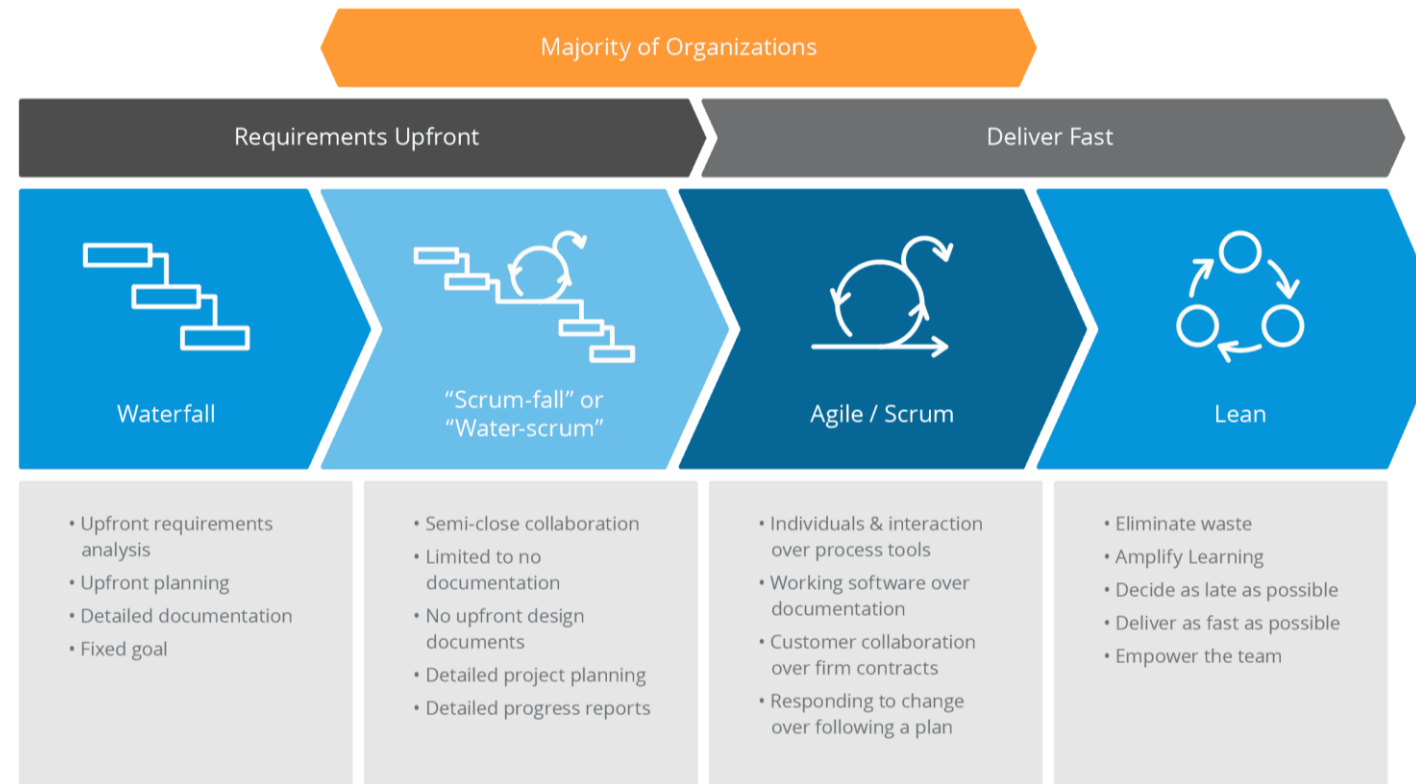 Majority of Organizations
Requirements Upfront
Deliver Fast
Waterfall
“Scrum-fall” or
“Water-scrum”
Agile / Scrum
Lean
• Upfront requirements
analysis
• Upfront planning
• Detailed documentation
• Fixed goal
• Semi-close collaboration
• Limited to no
documentation
• No upfront design
documents
• Detailed project planning
• Detailed progress reports
• Individuals & interaction
over process tools
• Working software over
documentation
• Customer collaboration
over firm contracts
• Responding to change
over following a plan
• Eliminate waste
• Amplify Learning
• Decide as late as possible
• Deliver as fast as possible
• Empower the team